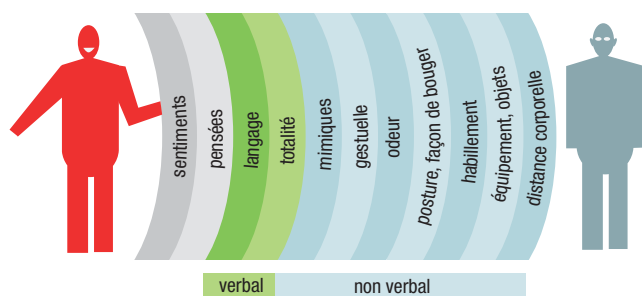 sentiments
pensées
langage
totalité
mimiques
gestuelle
odeur
posture, façon de bouger
habillement
équipement, objets
distance corporelle
verbal
non verbal